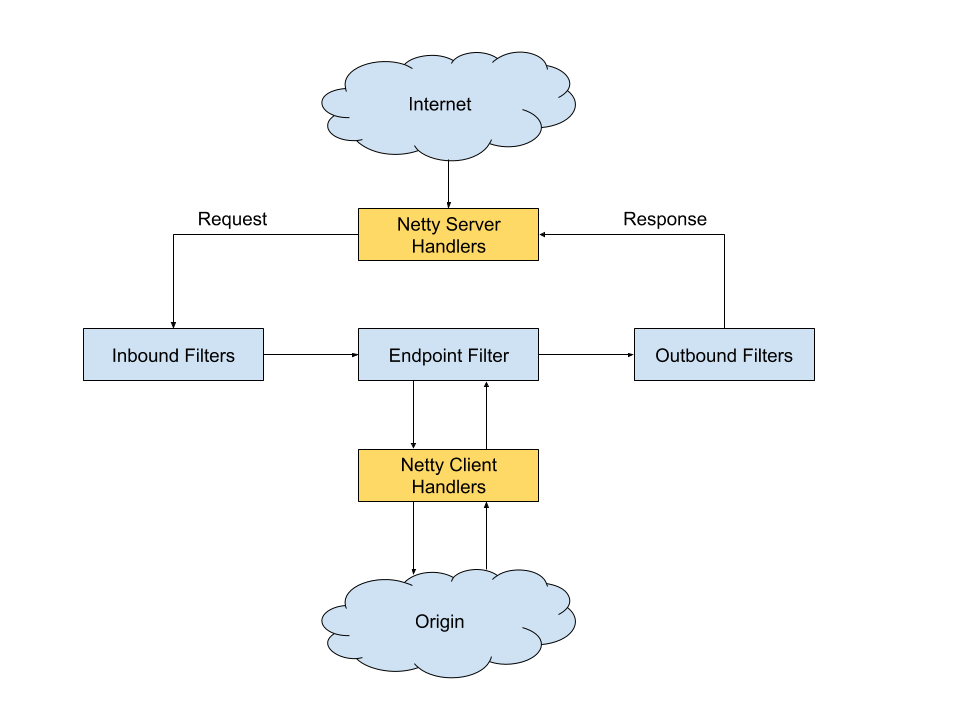 Internet
Request
Netty Server
Handlers
Response
Inbound Filters
Endpoint Filter
Outbound Filters
Netty Client
Handlers
Origin